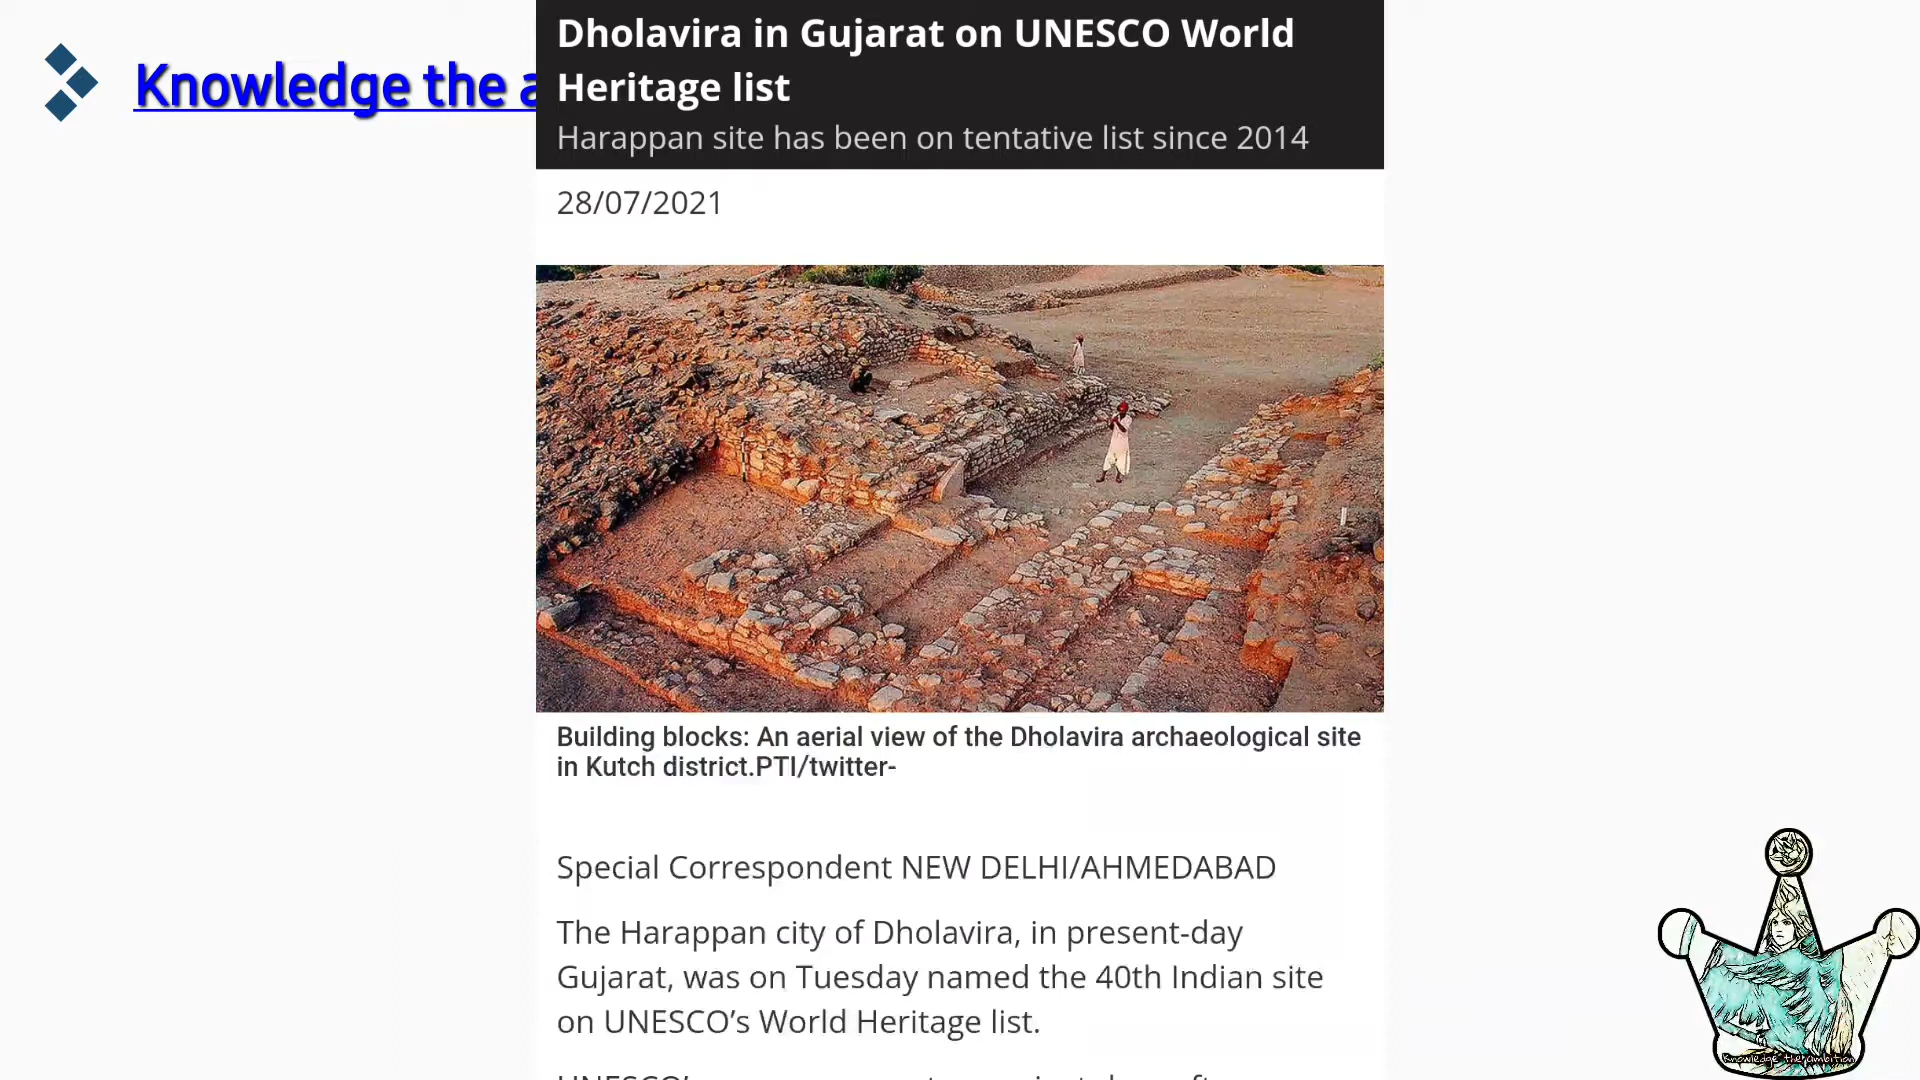 Dholavira in Gujarat on UNESCO World
Heritage list
Harappan site has been on tentative list since 2014
Knowledge the a
28/07/2021
Building blocks: An aerial view of the Dholavira archaeological site
in Kutch district.PTI/twitter-
Special Correspondent NEW DELHI/AHMEDABAD
The Harappan city of Dholavira, in present-day
Gujarat, was on Tuesday named the 40th Indian site
on UNESCO’s World Heritage list.
Knowledge the Ambition